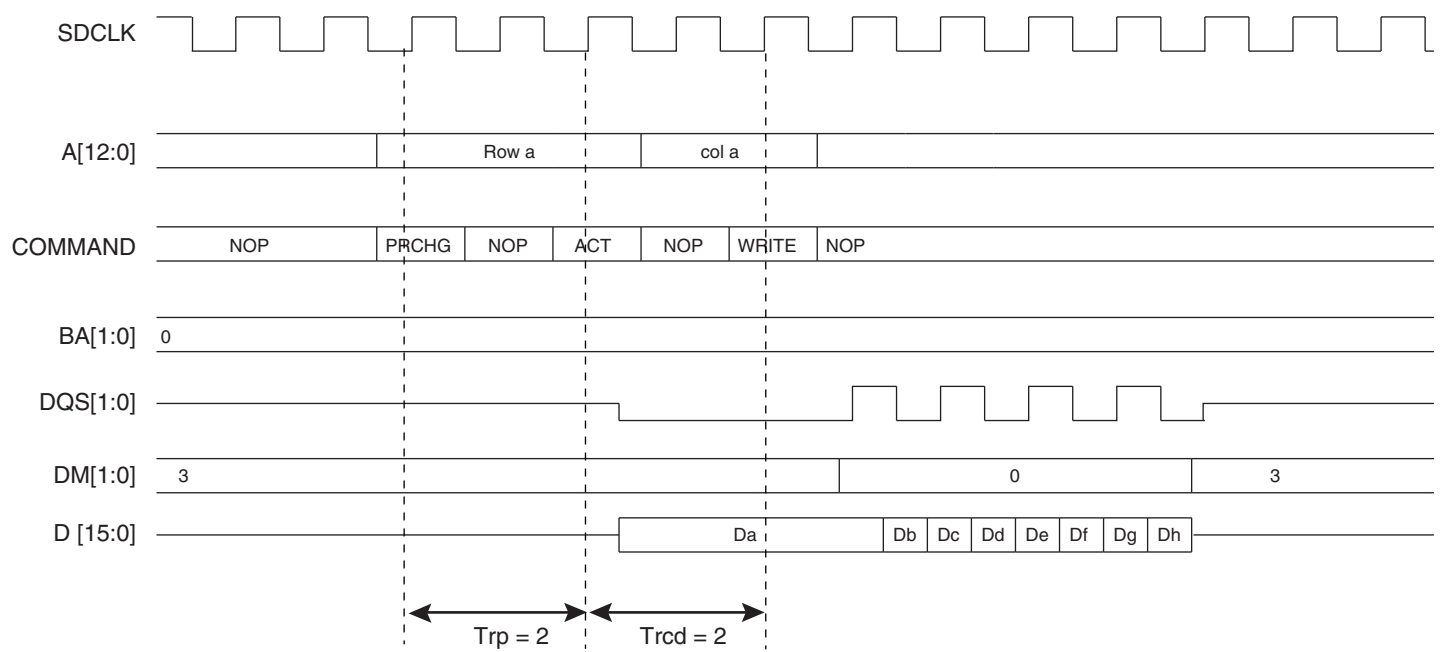 SDCLK
A[12:0] Row a col a
COMMAND NOP PRCHG NOP ACT NOP WRITE NOP
BA[1:0] 0
DQS[1:0]
DM[1:0] 3 0 3
D [15:0] Da Db Dc Dd De Df Dg Dh
Trp = 2 Trcd = 2